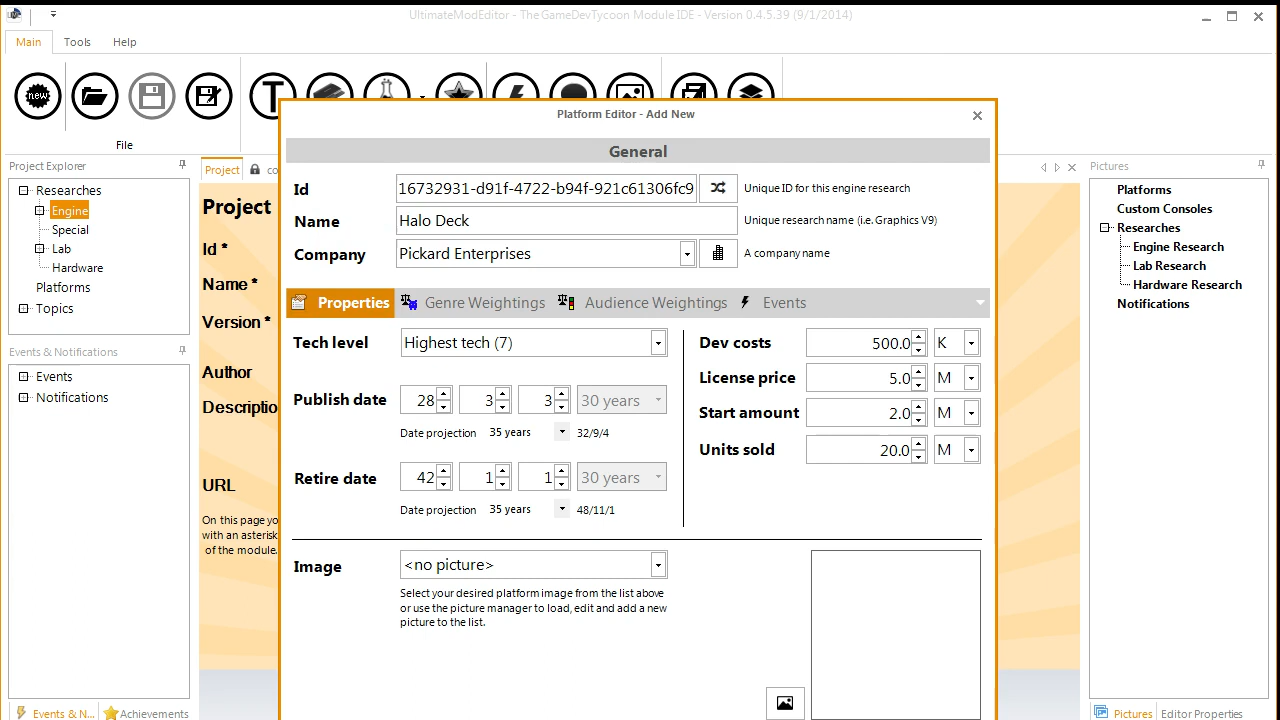 UltimateModEditor - The GameDevTycoon Module IDE - Version 0.4.5.39 (9/1/2014)
Main Tools Help
new
T
File
Project Explorer
Researches
Engine
Special
Lab
Hardware
Platforms
Topics
Events & Notifications
Events
Notifications
Events & N... Achievements
Project co
Project
Id *
Name *
Version *
Author
Descriptio
URL
On this page yo
with an asterisk
of the module.
Platform Editor - Add New
General
Id 16732931-d91f-4722-b94f-921c61306fc9 Unique ID for this engine research
Name Halo Deck Unique research name (i.e. Graphics V9)
Company Pickard Enterprises A company name
Properties Genre Weightings Audience Weightings Events
Tech level Highest tech (7)
Publish date 28 3 3 30 years
Date projection 35 years 32/9/4
Retire date 42 1 1 30 years
Date projection 35 years 48/11/1
Dev costs 500.0 K
License price 5.0 M
Start amount 2.0 M
Units sold 20.0 M
Image <no picture>
Select your desired platform image from the list above
or use the picture manager to load, edit and add a new
picture to the list.
Pictures
Platforms
Custom Consoles
Researches
Engine Research
Lab Research
Hardware Research
Notifications
Pictures Editor Properties